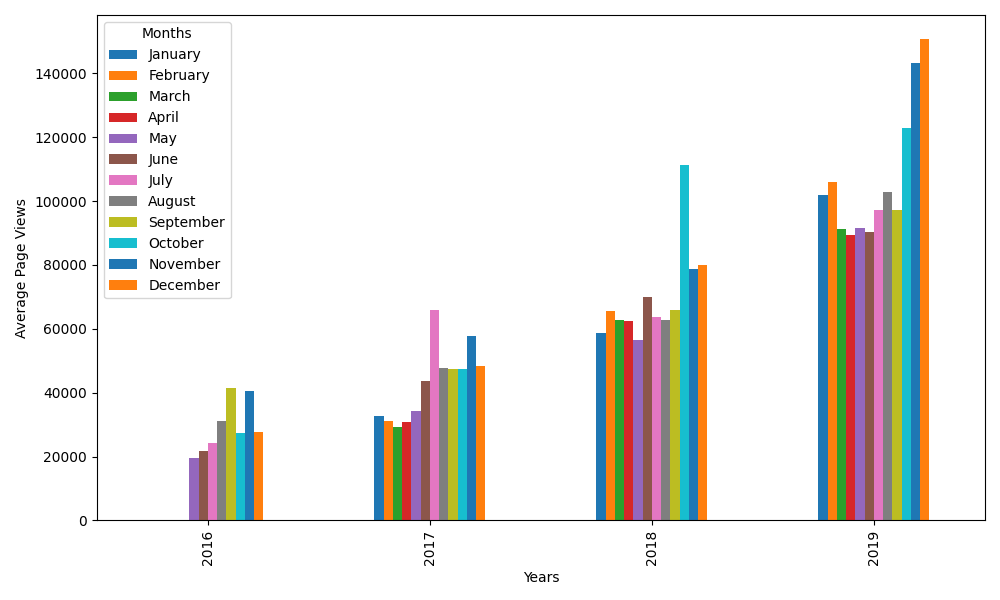 Months
January
February
March
April
May
June
July
August
September
October
November
December
Average Page Views
140000
120000
100000
80000
60000
40000
20000
0
2016
2017
2018
2019
Years